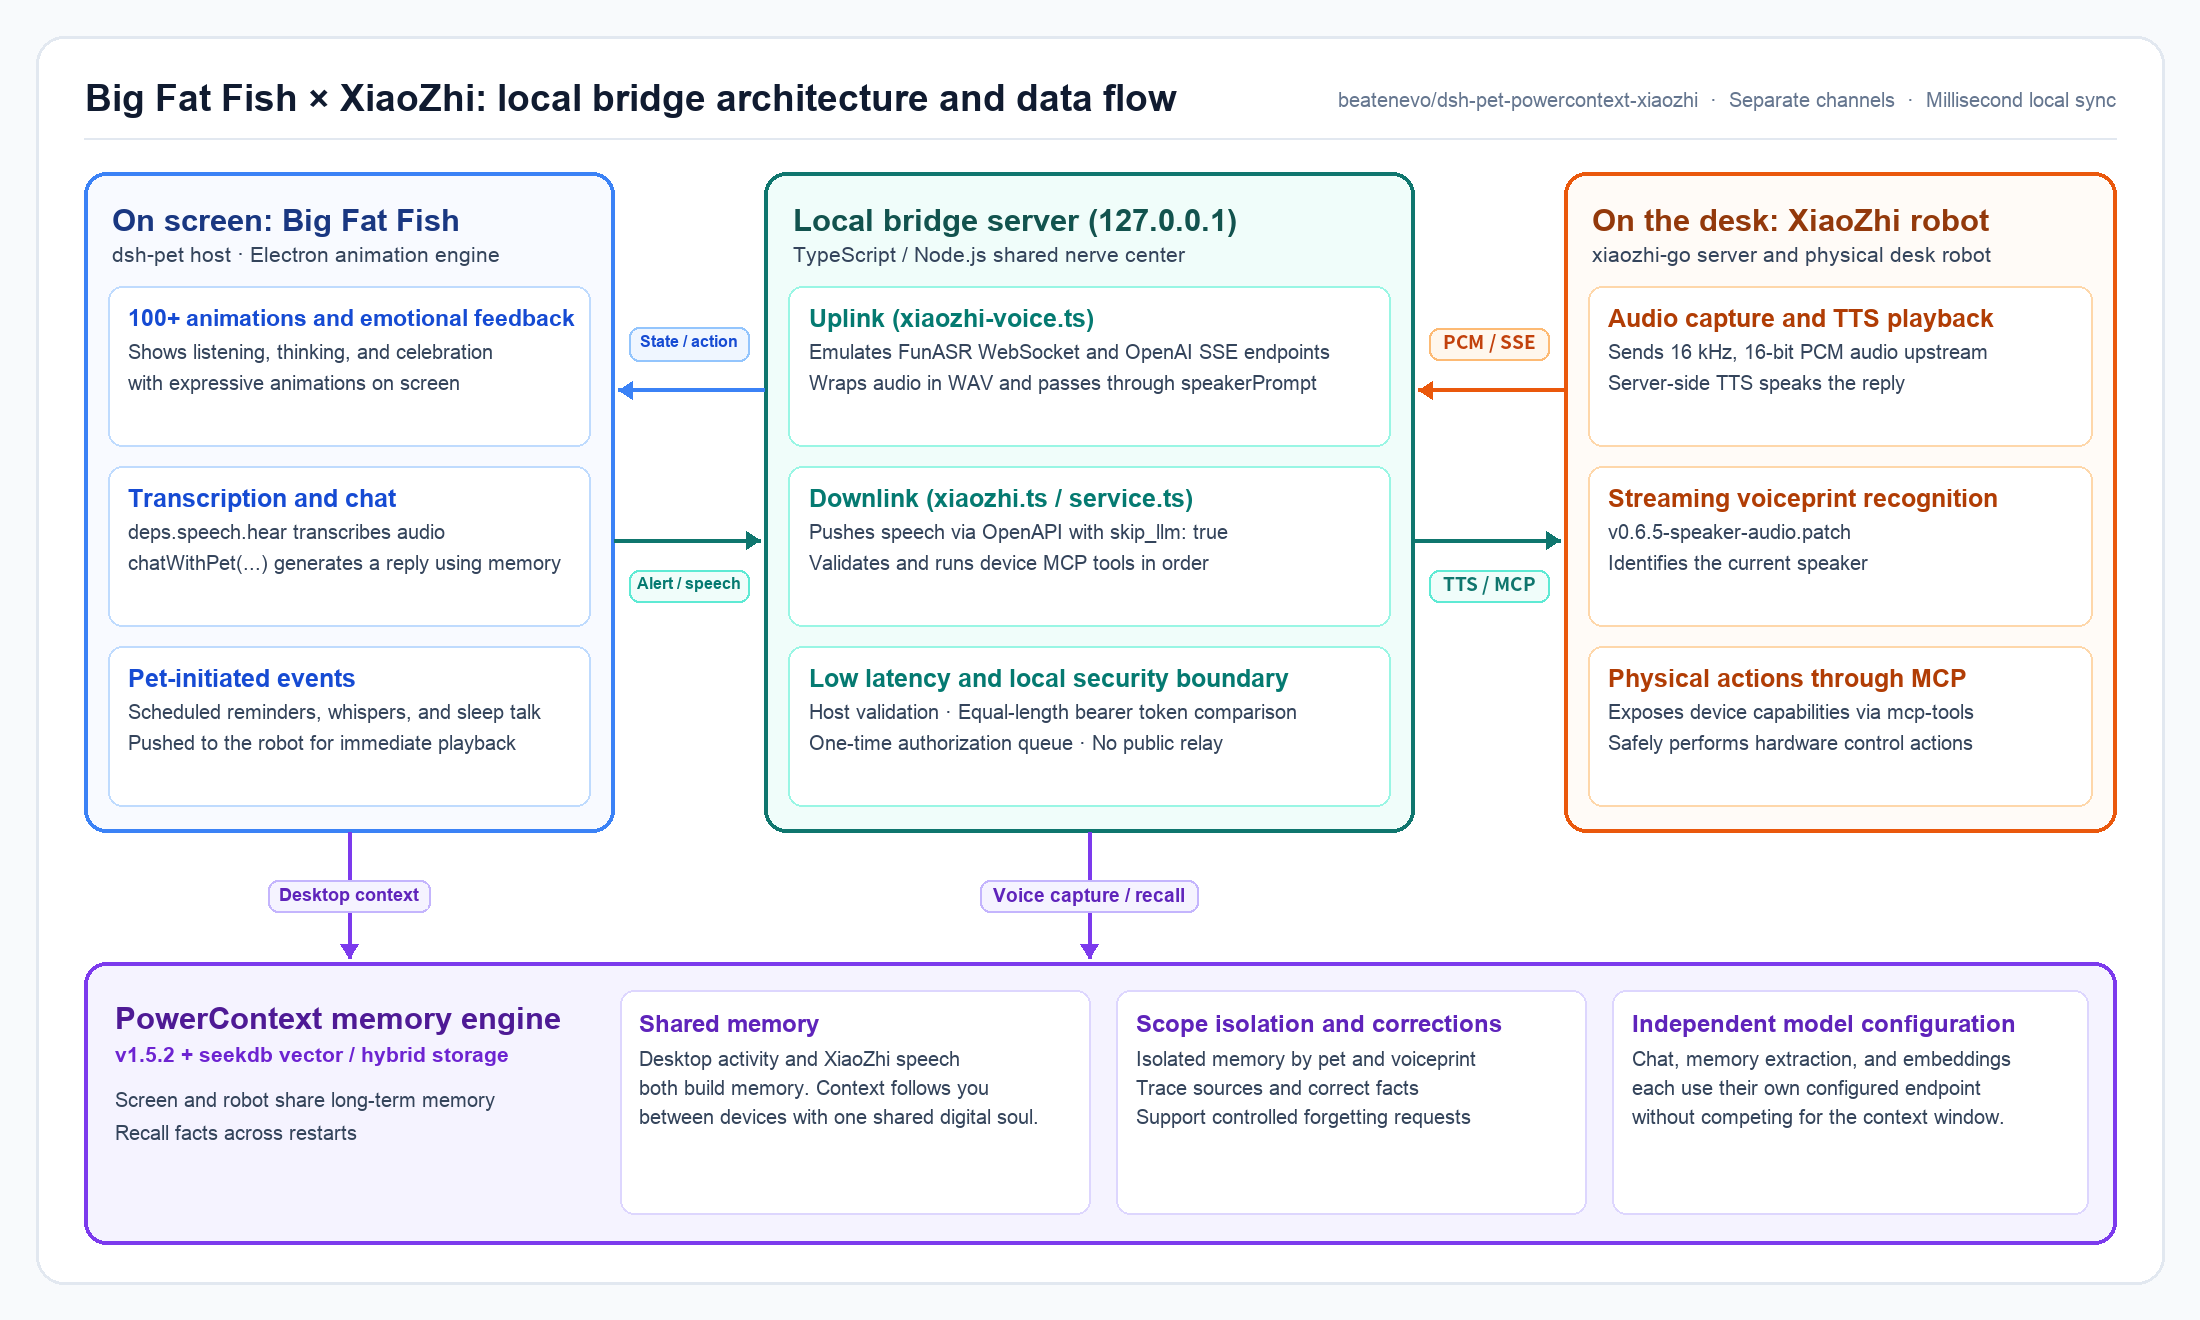 Big Fat Fish × XiaoZhi: local bridge architecture and data flow
beatenevo/dsh-pet-powercontext-xiaozhi · Separate channels · Millisecond local sync
On screen: Big Fat Fish
dsh-pet host · Electron animation engine
100+ animations and emotional feedback
Shows listening, thinking, and celebration
with expressive animations on screen
Transcription and chat
deps.speech.hear transcribes audio
chatWithPet(...) generates a reply using memory
Pet-initiated events
Scheduled reminders, whispers, and sleep talk
Pushed to the robot for immediate playback
State / action
Alert / speech
Local bridge server (127.0.0.1)
TypeScript / Node.js shared nerve center
Uplink (xiaozhi-voice.ts)
Emulates FunASR WebSocket and OpenAI SSE endpoints
Wraps audio in WAV and passes through speakerPrompt
Downlink (xiaozhi.ts / service.ts)
Pushes speech via OpenAPI with skip_llm: true
Validates and runs device MCP tools in order
Low latency and local security boundary
Host validation · Equal-length bearer token comparison
One-time authorization queue · No public relay
PCM / SSE
TTS / MCP
On the desk: XiaoZhi robot
xiaozhi-go server and physical desk robot
Audio capture and TTS playback
Sends 16 kHz, 16-bit PCM audio upstream
Server-side TTS speaks the reply
Streaming voiceprint recognition
v0.6.5-speaker-audio.patch
Identifies the current speaker
Physical actions through MCP
Exposes device capabilities via mcp-tools
Safely performs hardware control actions
Desktop context
Voice capture / recall
PowerContext memory engine
v1.5.2 + seekdb vector / hybrid storage
Screen and robot share long-term memory
Recall facts across restarts
Shared memory
Desktop activity and XiaoZhi speech
both build memory. Context follows you
between devices with one shared digital soul.
Scope isolation and corrections
Isolated memory by pet and voiceprint
Trace sources and correct facts
Support controlled forgetting requests
Independent model configuration
Chat, memory extraction, and embeddings
each use their own configured endpoint
without competing for the context window.